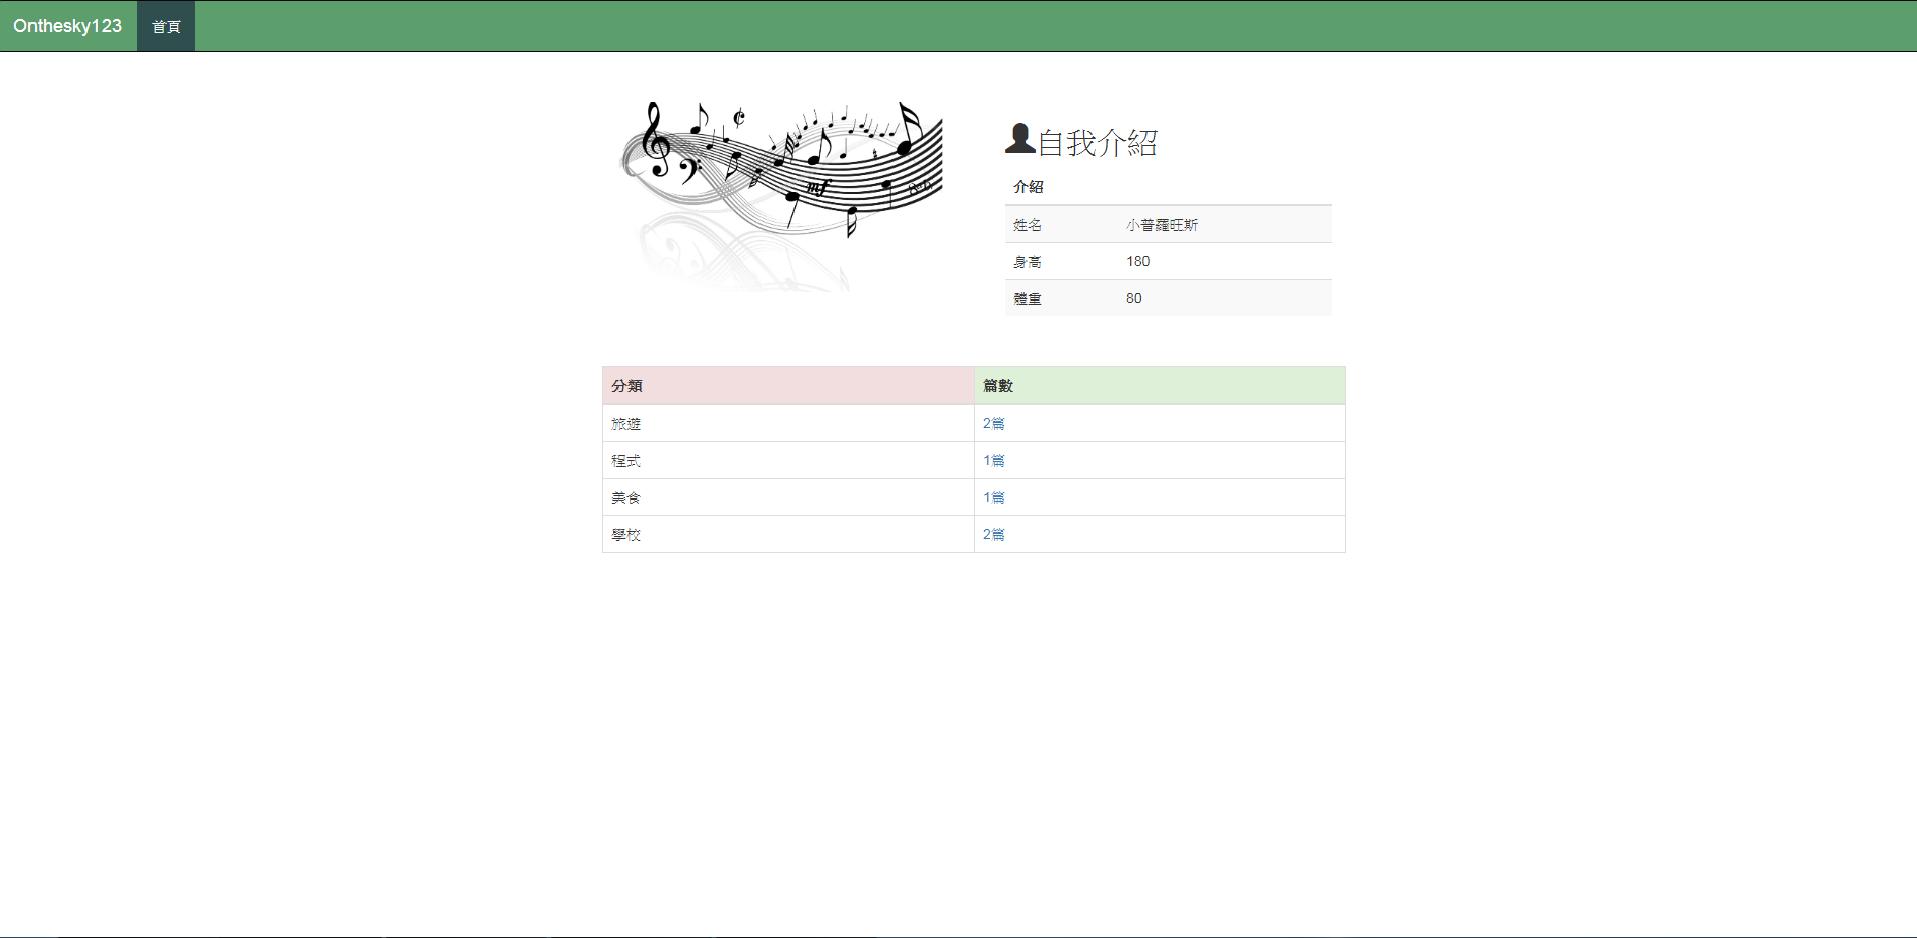 Onthesky123 首頁
mf
自我介紹
介紹
姓名 小普羅旺斯
身高 180
體重 80
分類 篇數
旅遊 2篇
程式 1篇
美食 1篇
學校 2篇